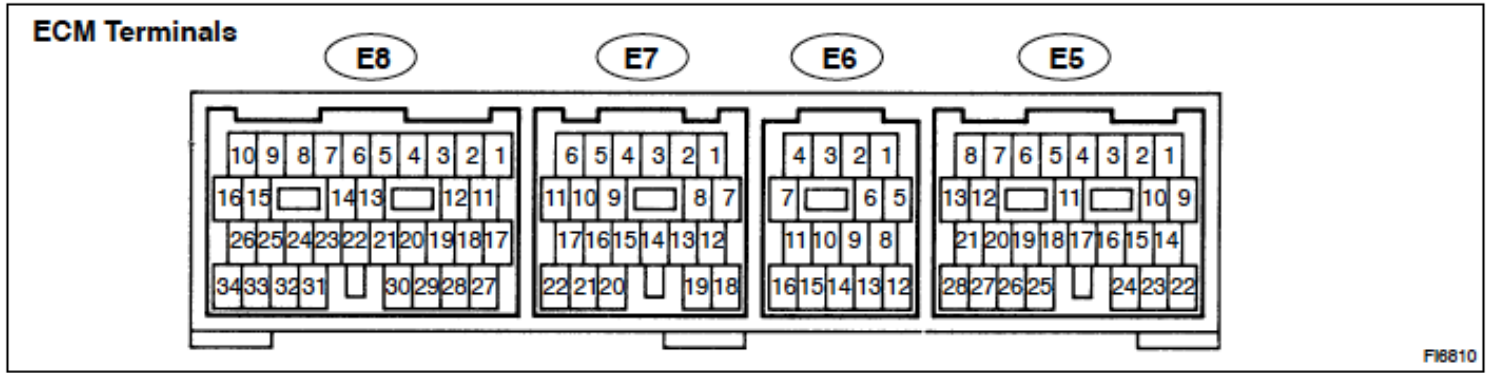 ECM Terminals
E8 E7 E6 E5
10 9 8 7 6 5 4 3 2 1 6 5 4 3 2 1 4 3 2 1 8 7 6 5 4 3 2 1
16 15 14 13 12 11 11 10 9 8 7 7 6 5 13 12 11 10 9
26 25 24 23 22 21 20 19 18 17 17 16 15 14 13 12 11 10 9 8 21 20 19 18 17 16 15 14
34 33 32 31 30 29 28 27 22 21 20 19 18 16 15 14 13 12 28 27 26 25 24 23 22
FI6810